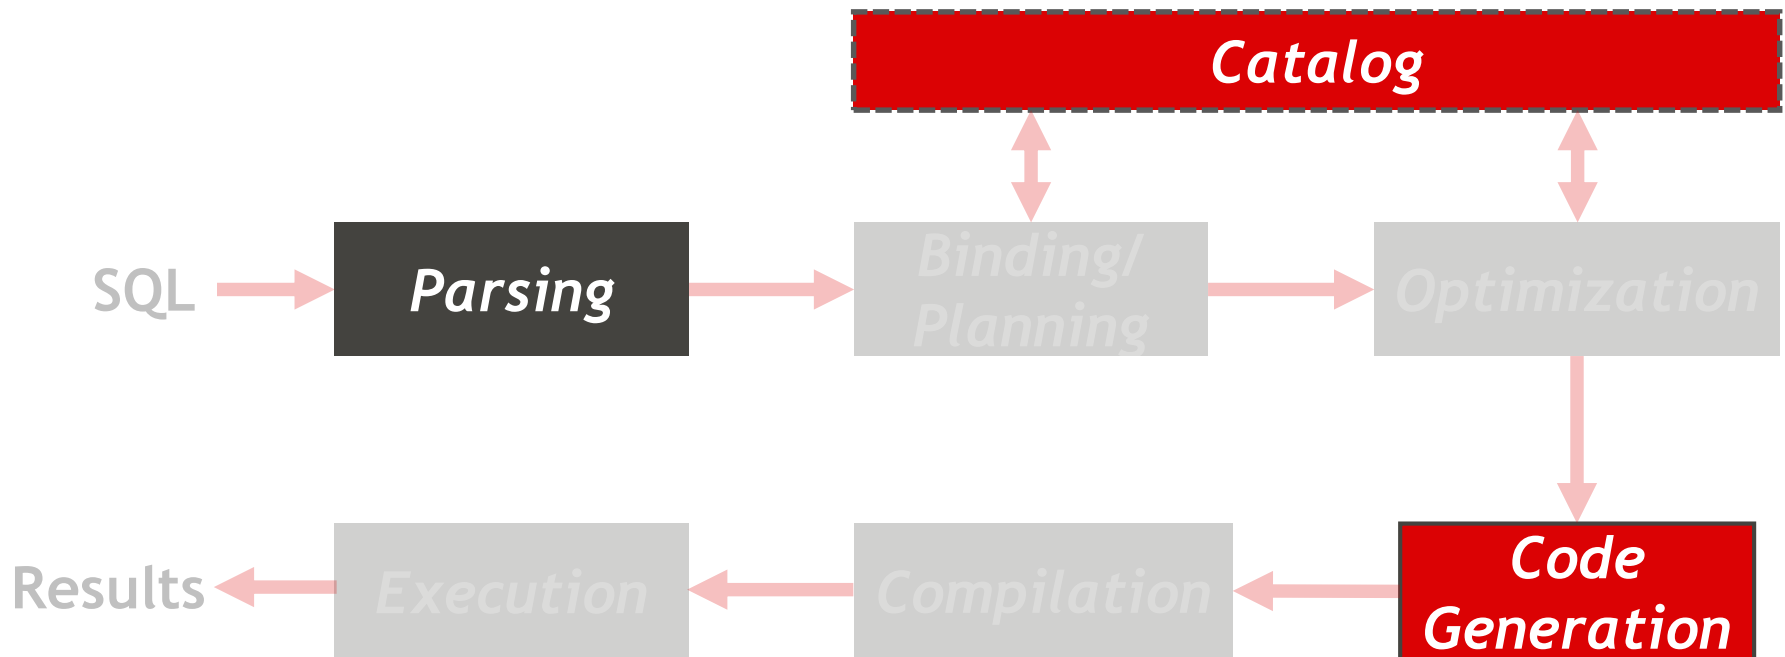 Catalog
SQL
Parsing
Binding/
Planning
Optimization
Results
Execution
Compilation
Code
Generation